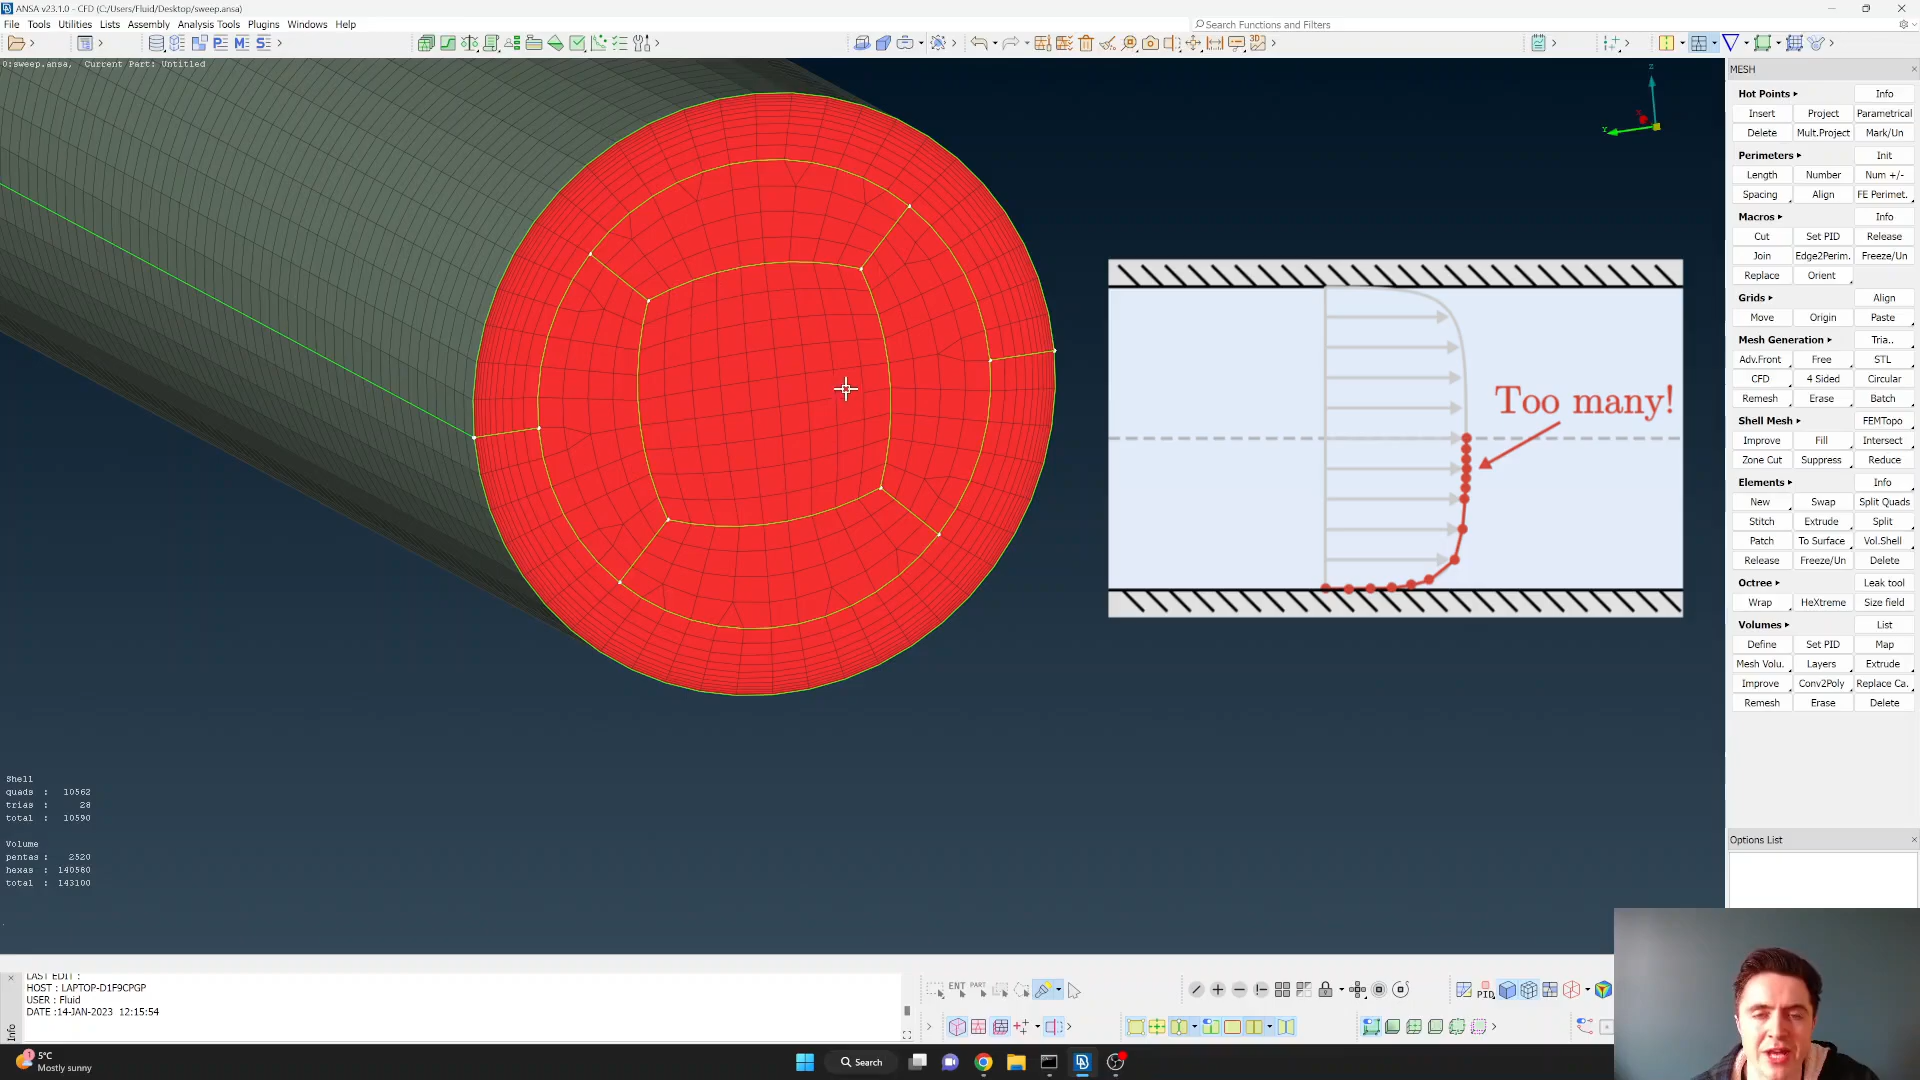 ANSA v23.1.0 - CFD (C:/Users/Fluid/Desktop/sweep.ansa)
File Tools Utilities Lists Assembly Analysis Tools Plugins Windows Help
Search Functions and Filters
0:sweep.ansa, Current Part: Untitled
MESH
Hot Points Info
Insert Project Parametrical
Delete Mult.Project Mark/Un
Perimeters Init
Length Number Num +/-
Spacing Align FE Perimet.
Macros Info
Cut Set PID Release
Join Edge2Perim. Freeze/Un
Replace Orient
Grids Align
Move Origin Paste
Mesh Generation Tria..
Adv.Front Free STL
CFD 4 Sided Circular
Remesh Erase Batch
Shell Mesh FEMTopo
Improve Fill Intersect
Zone Cut Suppress Reduce
Elements Info
New Swap Split Quads
Stitch Extrude Split
Patch To Surface Vol.Shell
Release Freeze/Un Delete
Octree Leak tool
Wrap HeXtreme Size field
Volumes List
Define Set PID Map
Mesh Volu. Layers Extrude
Improve Conv2Poly Replace Ca.
Remesh Erase Delete
Options List
Too many!
Z
Y
Shell
quads : 10562
trias : 28
total : 10590
Volume
pentas : 2520
hexas : 140580
total : 143100
LAST EDIT :
HOST : LAPTOP-D1F9CPGP
USER : Fluid
DATE :14-JAN-2023 12:15:54
Info
ENT PART
PID
1
5°C
Mostly sunny
Search